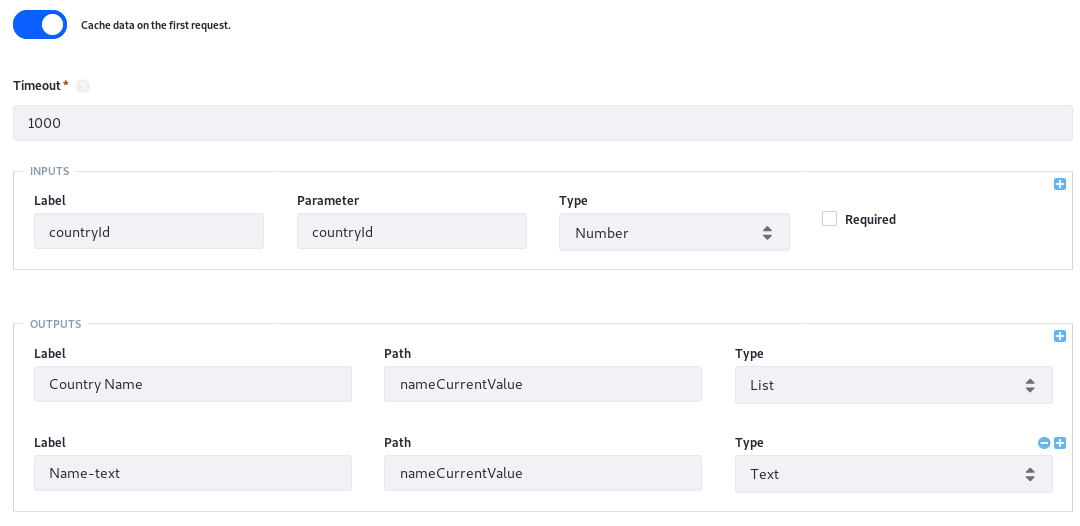 Cache data on the first request.
Timeout *
1000
INPUTS
Label Parameter Type
countryId countryId Number Required
OUTPUTS
Label Path Type
Country Name nameCurrentValue List
Label Path Type
Name-text nameCurrentValue Text